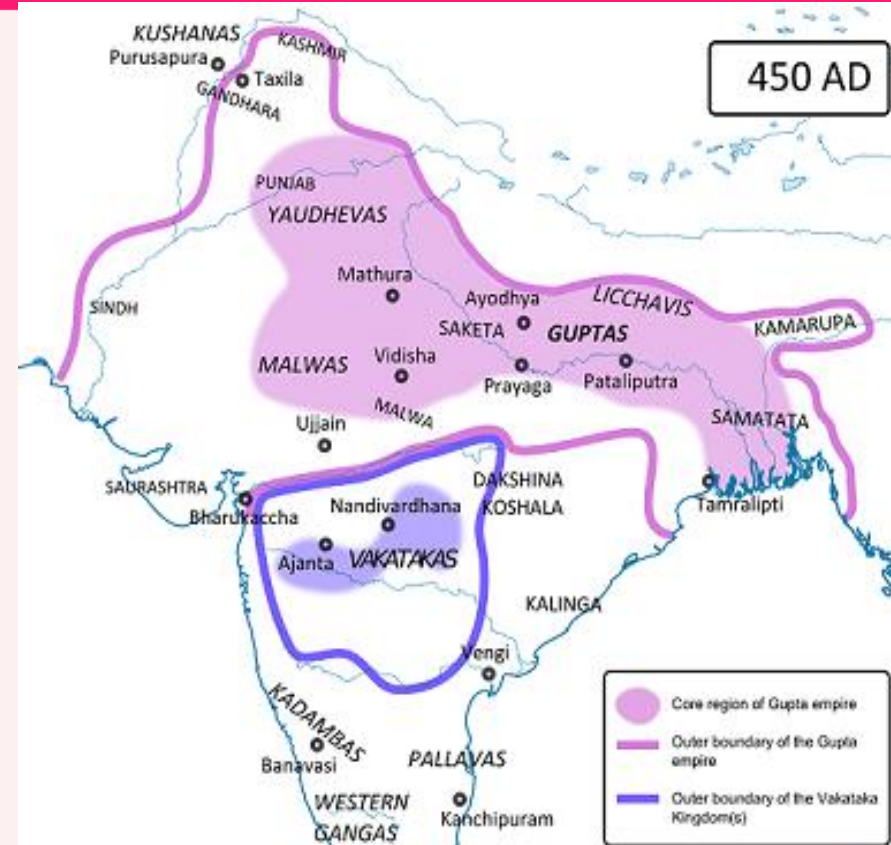 KUSHANAS
KASHMIR
Purusapura
Taxila
GANDHARA
450 AD
PUNJAB
YAUDHEVAS
Mathura
SINDH
Ayodhya
LICCHAVIS
SAKETA
GUPTAS
KAMARUPA
MALWAS
Vidisha
Prayaga
Pataliputra
MALWA
SAMATATA
Ujjain
SAURASHTRA
Bharukaccha
Nandivardhana
DAKSHINA
KOSHALA
Tamralipti
Ajanta
VAKATAKAS
KALINGA
Vengi
KADAMBAS
Banavasi
PALLAVAS
WESTERN
GANGAS
Kanchipuram
Core region of Gupta empire
Outer boundary of the Gupta
empire
Outer boundary of the Vakataka
Kingdom(s)